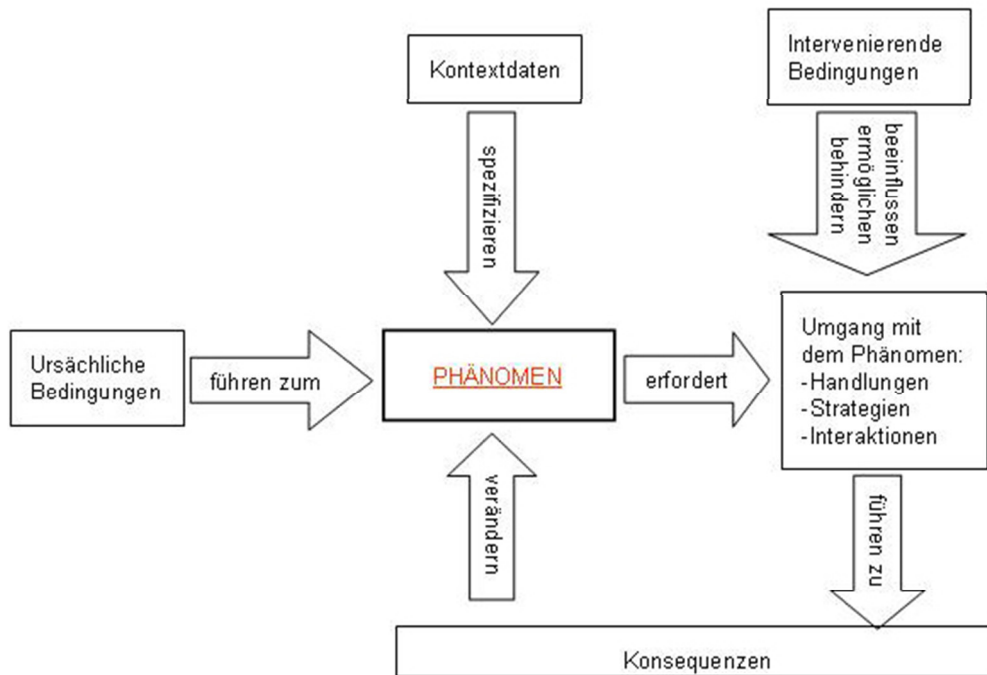 Kontextdaten
Intervenierende
Bedingungen
spezifizieren
beeinflussen
ermöglichen
behindern
Ursächliche
Bedingungen
führen zum
PHÄNOMEN
erfordert
Umgang mit
dem Phänomen:
-Handlungen
-Strategien
-Interaktionen
verändern
führen zu
Konsequenzen